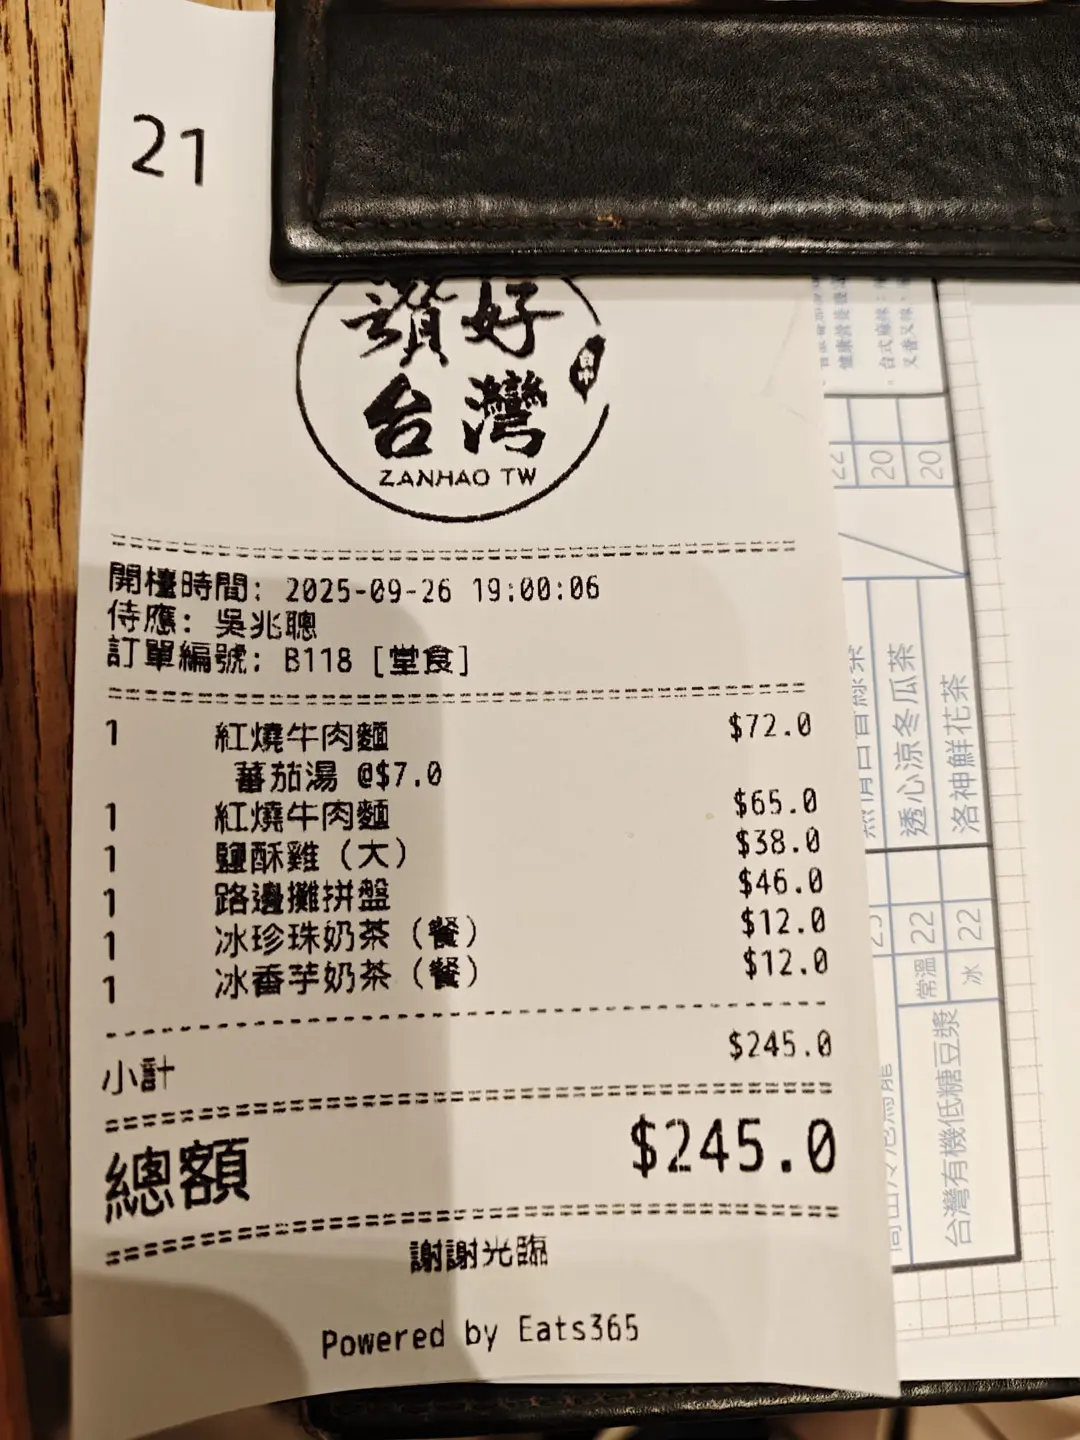 21
讚好
台灣
台中
ZANHAO TW
開檯時間: 2025-09-26 19:00:06
侍應: 吳兆聰
訂單編號: B118 [堂食]
1 紅燒牛肉麵 $72.0
蕃茄湯 @$7.0
1 紅燒牛肉麵 $65.0
1 鹽酥雞 (大) $38.0
1 路邊攤拼盤 $46.0
1 冰珍珠奶茶 (餐) $12.0
1 冰香芋奶茶 (餐) $12.0
小計 $245.0
總額 $245.0
謝謝光臨
Powered by Eats365
20
20
透心涼冬瓜茶
洛神鮮花茶
常溫 22
冰 22
台灣有機低糖豆漿